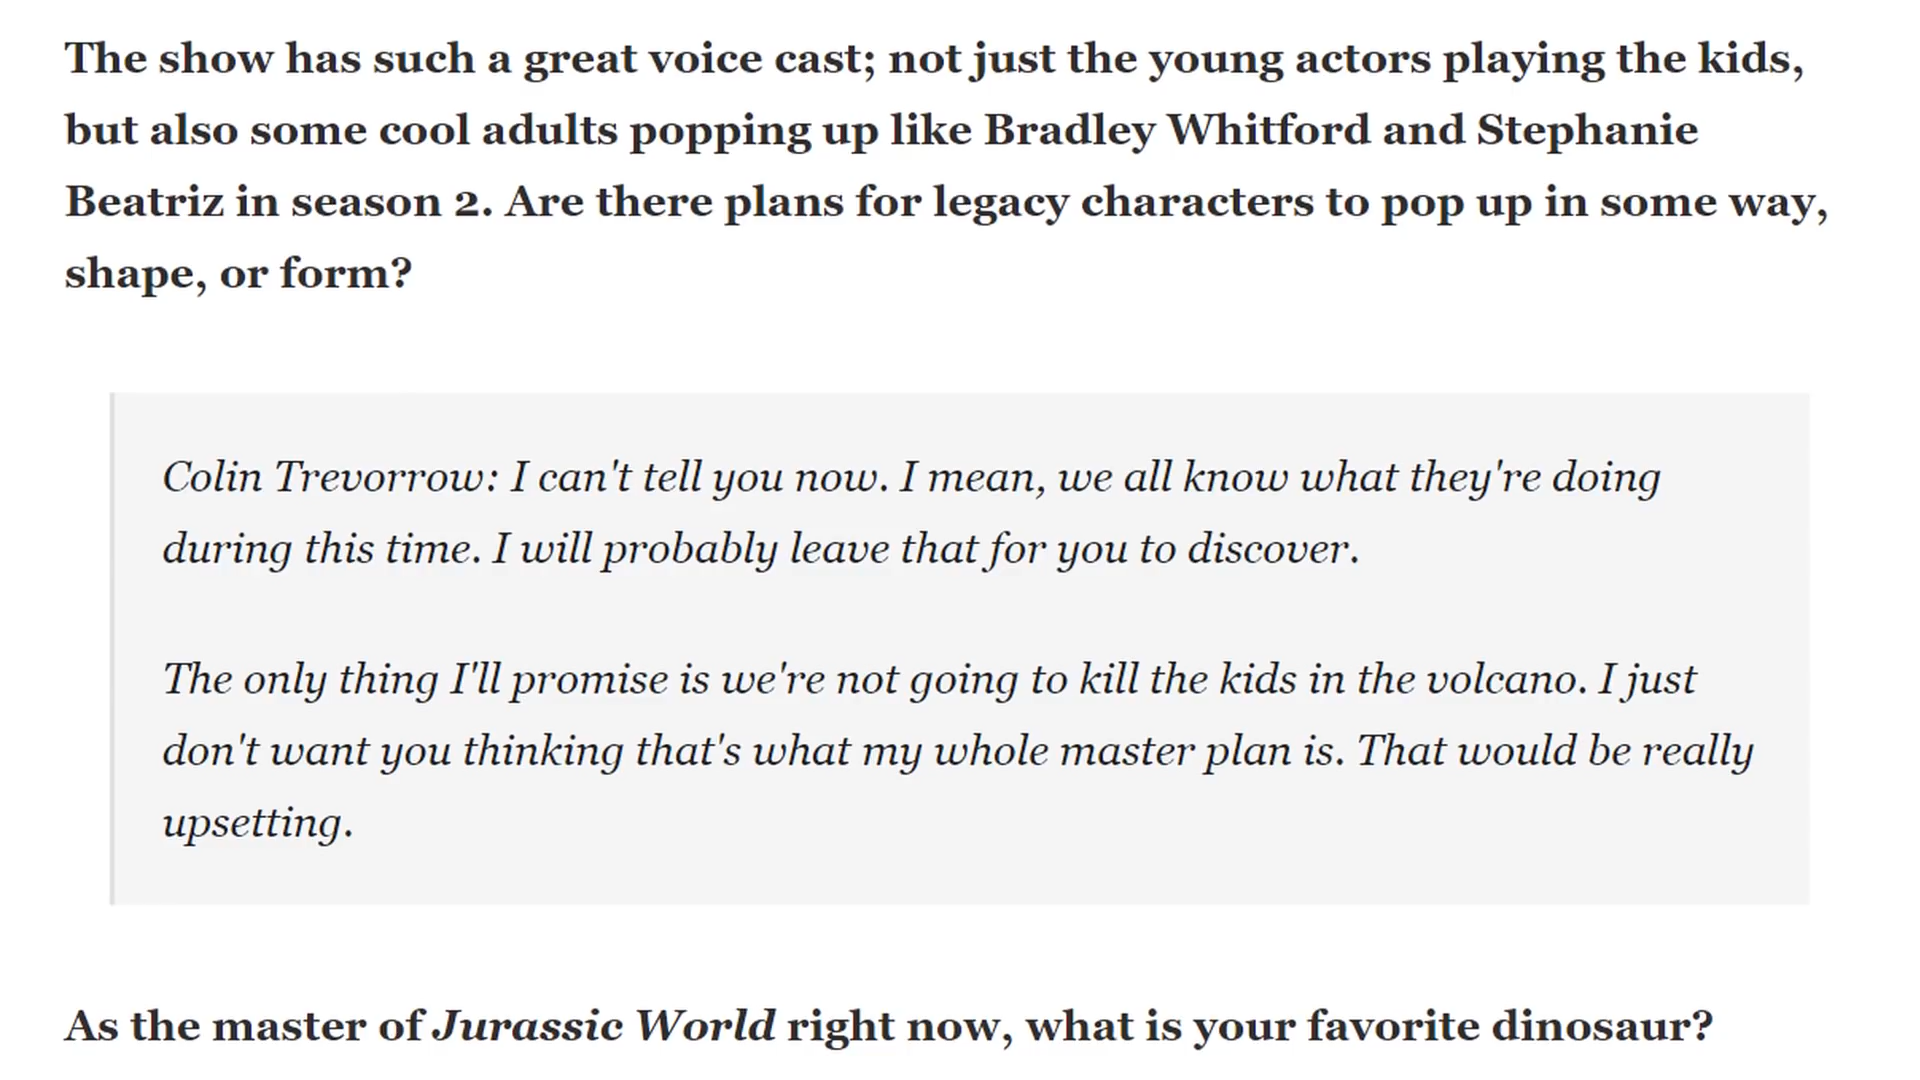 The show has such a great voice cast; not just the young actors playing the kids,
but also some cool adults popping up like Bradley Whitford and Stephanie
Beatriz in season 2. Are there plans for legacy characters to pop up in some way,
shape, or form?
Colin Trevorrow: I can't tell you now. I mean, we all know what they're doing
during this time. I will probably leave that for you to discover.
The only thing I'll promise is we're not going to kill the kids in the volcano. I just
don't want you thinking that's what my whole master plan is. That would be really
upsetting.
As the master of Jurassic World right now, what is your favorite dinosaur?